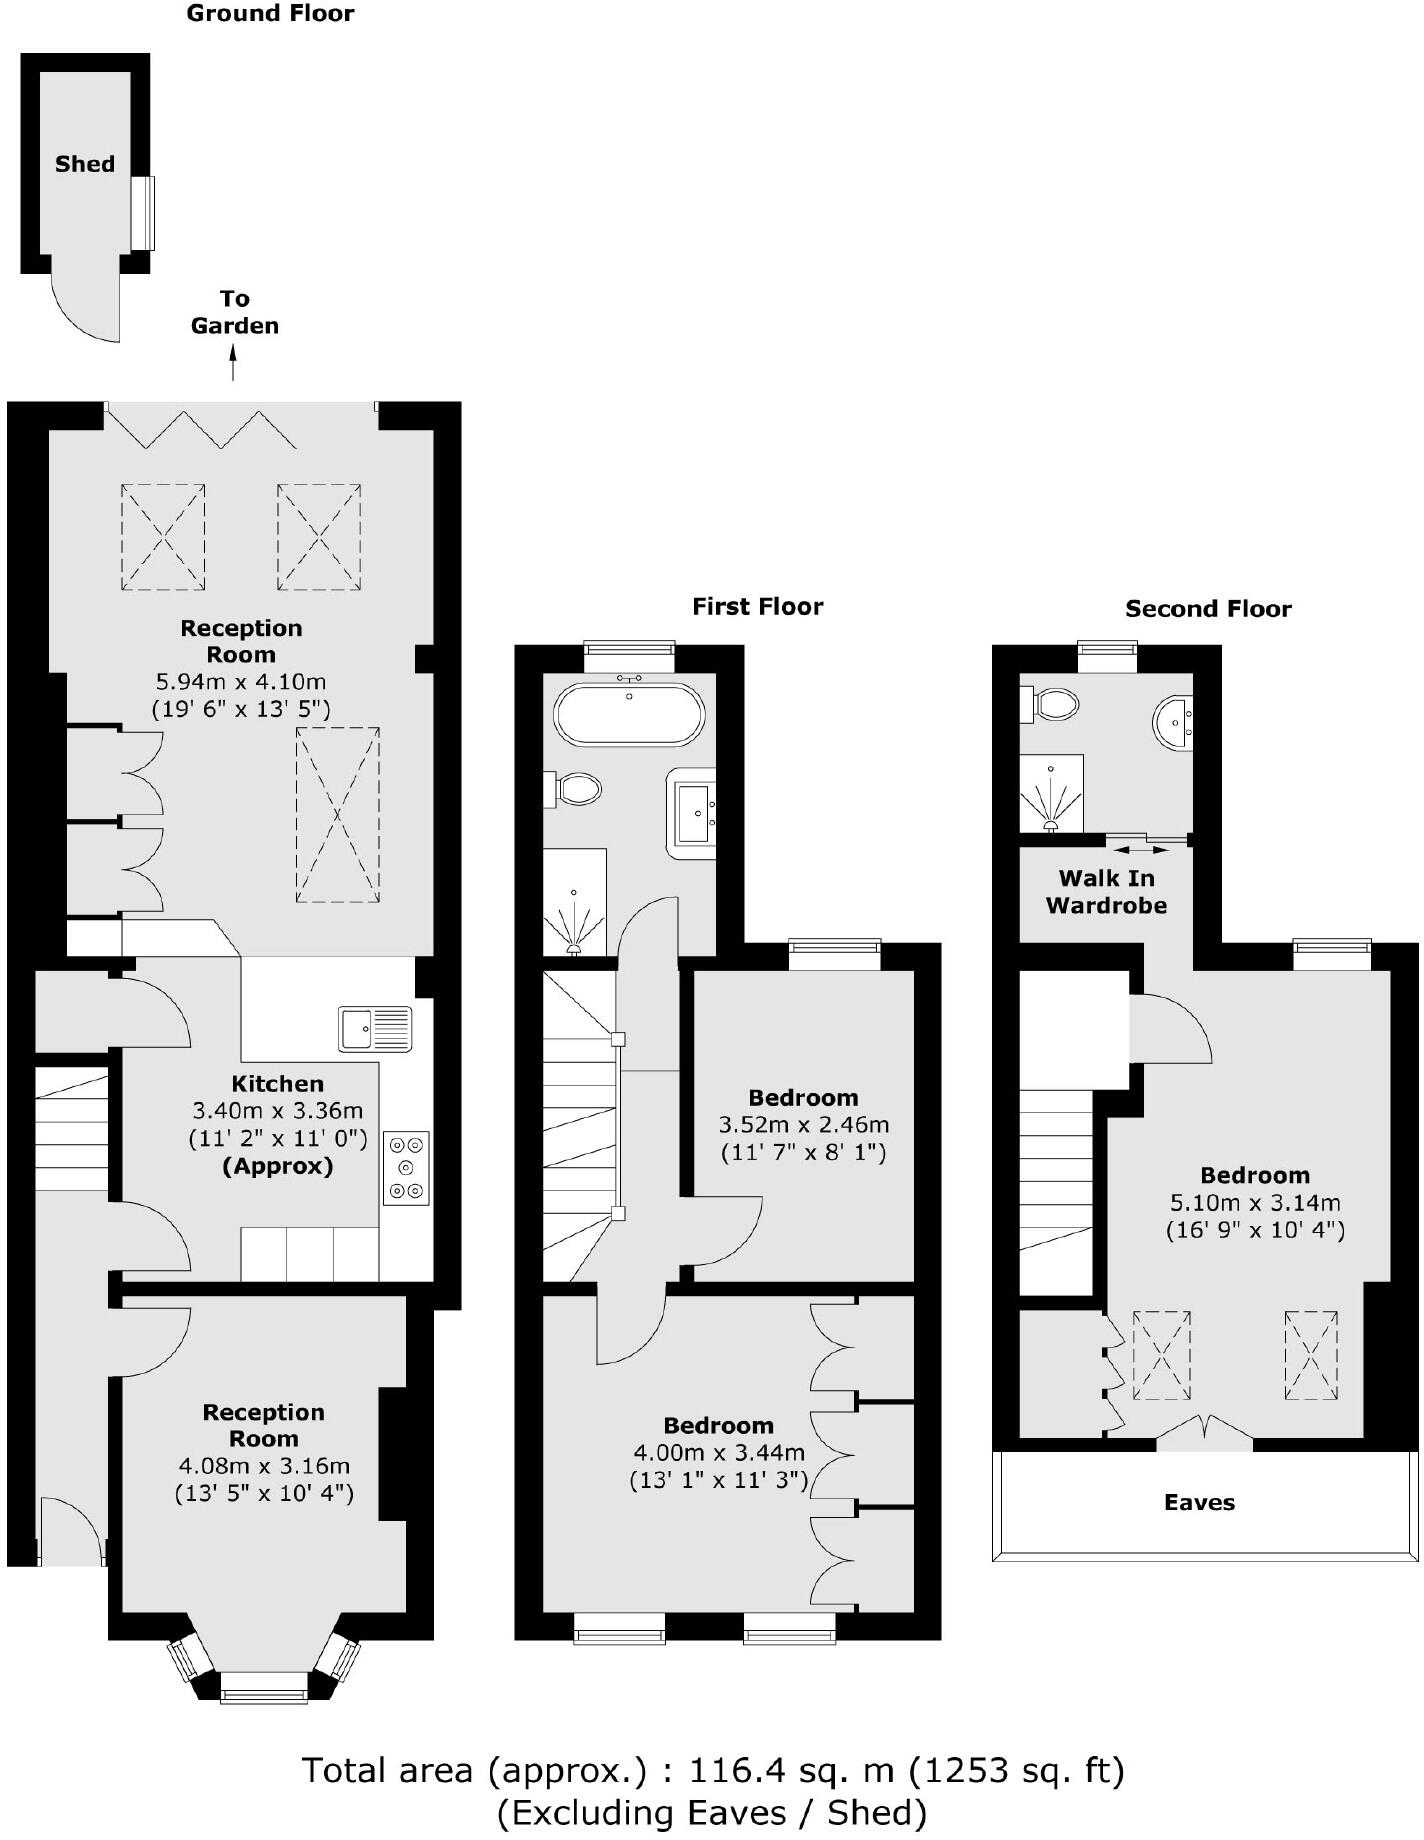 Ground Floor
Shed
To
Garden
Reception
Room
5.94m x 4.10m
(19' 6" x 13' 5")
Kitchen
3.40m x 3.36m
(11' 2" x 11' 0")
(Approx)
Reception
Room
4.08m x 3.16m
(13' 5" x 10' 4")
First Floor
Bedroom
3.52m x 2.46m
(11' 7" x 8' 1")
Bedroom
4.00m x 3.44m
(13' 1" x 11' 3")
Second Floor
Walk In
Wardrobe
Bedroom
5.10m x 3.14m
(16' 9" x 10' 4")
Eaves
Total area (approx.) : 116.4 sq. m (1253 sq. ft)
(Excluding Eaves / Shed)